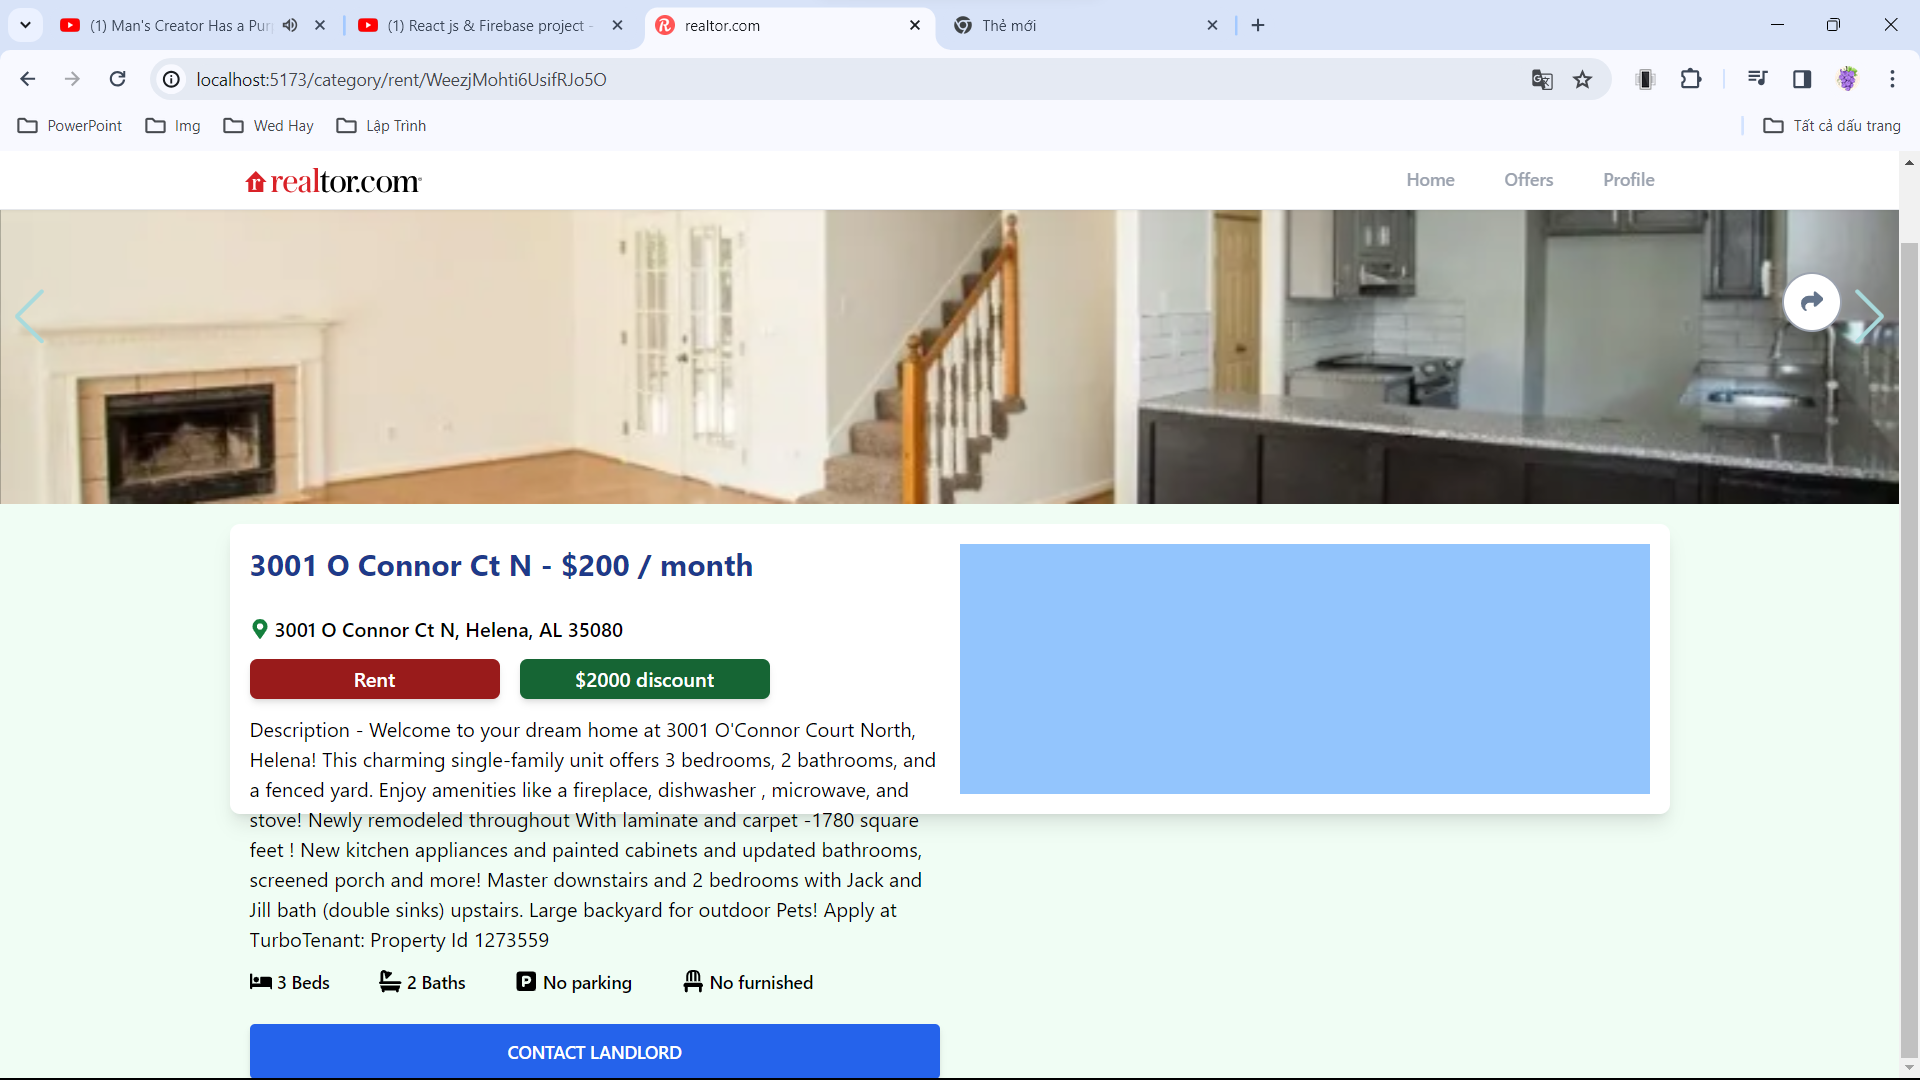 (1) Man's Creator Has a Pur
(1) React js & Firebase project -
realtor.com
Thẻ mới
localhost:5173/category/rent/WeezjMohti6UsifRJo5O
PowerPoint
Img
Wed Hay
Lập Trình
Tất cả dấu trang
realtor.com
Home
Offers
Profile
3001 O Connor Ct N - $200 / month
3001 O Connor Ct N, Helena, AL 35080
Rent
$2000 discount
Description - Welcome to your dream home at 3001 O'Connor Court North,
Helena! This charming single-family unit offers 3 bedrooms, 2 bathrooms, and
a fenced yard. Enjoy amenities like a fireplace, dishwasher , microwave, and
stove! Newly remodeled throughout With laminate and carpet -1780 square
feet ! New kitchen appliances and painted cabinets and updated bathrooms,
screened porch and more! Master downstairs and 2 bedrooms with Jack and
Jill bath (double sinks) upstairs. Large backyard for outdoor Pets! Apply at
TurboTenant: Property Id 1273559
3 Beds
2 Baths
No parking
No furnished
CONTACT LANDLORD